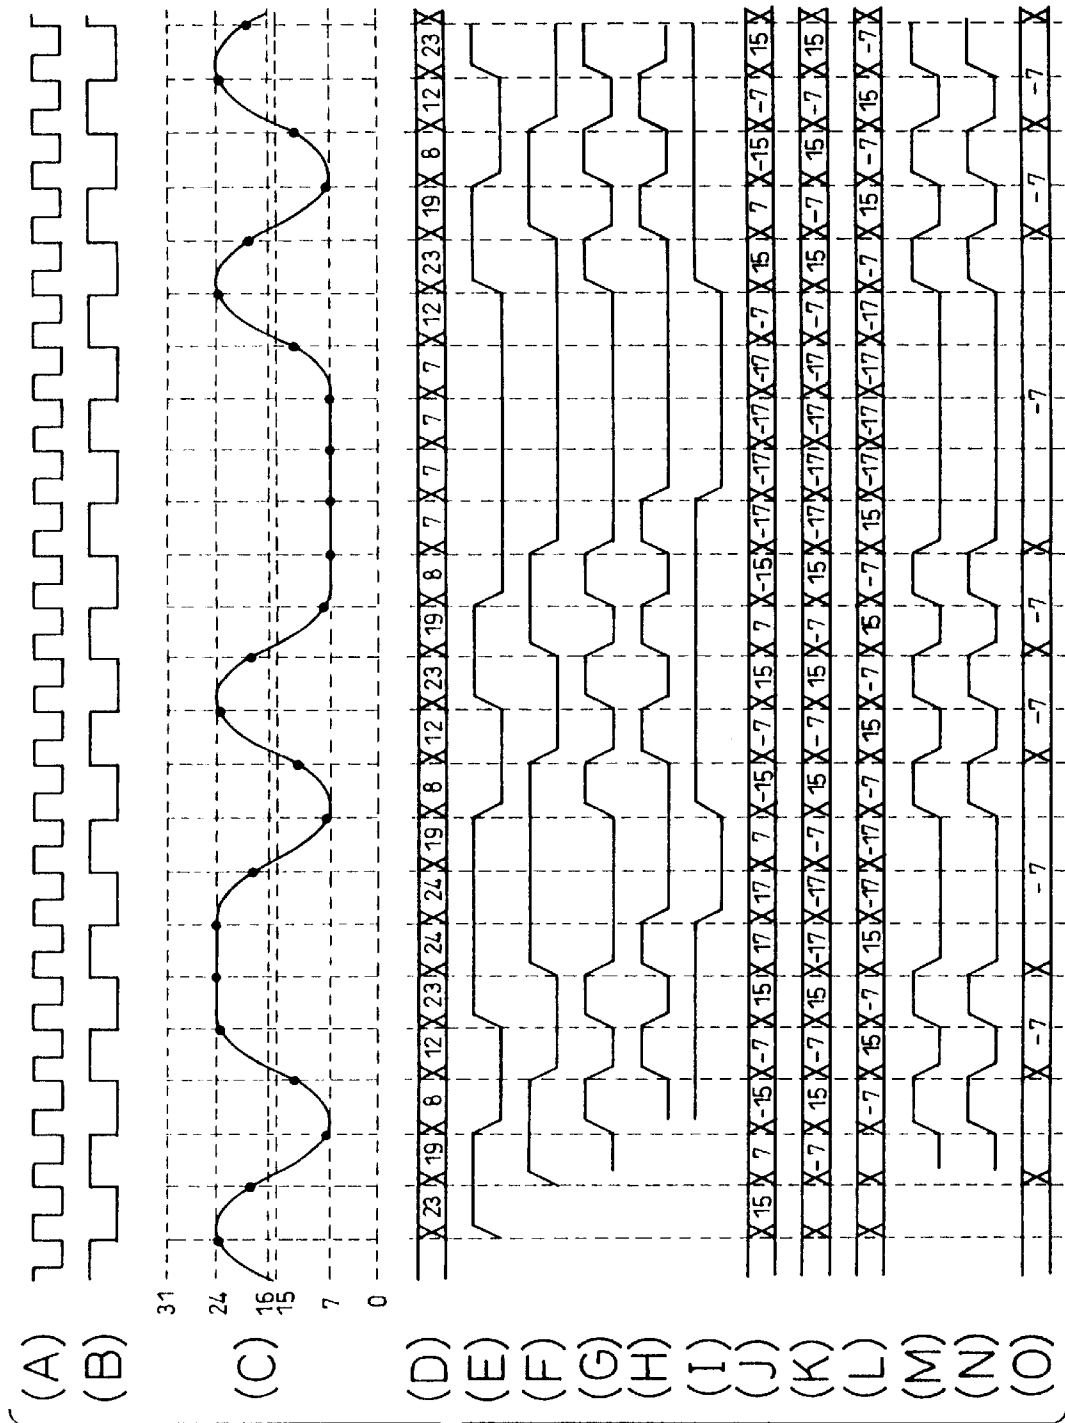 (A)
(B)
(C)
31
24
16
15
7
0
(D) 23 19 8 12 23 24 24 19 8 12 23 19 8 7 7 7 7 12 23 19 8 12 23
(E)
(F)
(G)
(H)
(I)
(J) 15 7 -15 -7 15 17 17 7 -15 -7 15 7 -15 -17 -17 -17 -17 -7 15 7 -15 -7 15
(K) -7 15 -7 15 -17 -17 -7 15 -7 15 -7 15 -17 -17 -17 -17 -7 15 -7 15 -7 15
(L) -7 15 -7 15 -17 -17 -7 15 -7 15 -7 15 -17 -17 -17 -17 -7 15 -7 15 -7
(M)
(N)
(O) -7 -7 -7 -7 -7 -7 -7